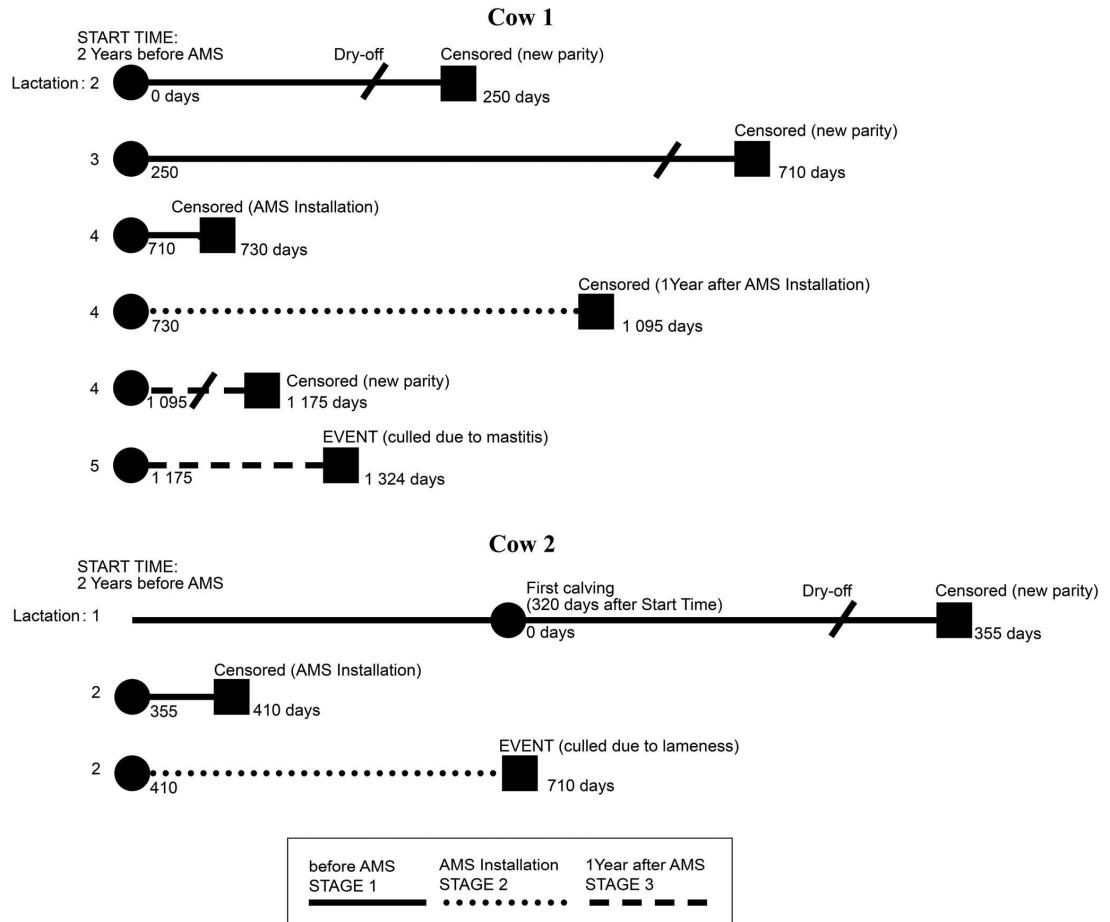 Cow 1
START TIME:
2 Years before AMS
Dry-off
Censored (new parity)
Lactation: 2
0 days
250 days
Censored (new parity)
3
250
710 days
Censored (AMS Installation)
4
710
730 days
Censored (1Year after AMS Installation)
4
730
1 095 days
4
Censored (new parity)
1 095
1 175 days
EVENT (culled due to mastitis)
5
1 175
1 324 days
Cow 2
START TIME:
2 Years before AMS
First calving
(320 days after Start Time)
Dry-off
Censored (new parity)
Lactation: 1
0 days
355 days
Censored (AMS Installation)
2
355
410 days
EVENT (culled due to lameness)
2
410
710 days
before AMS
STAGE 1
AMS Installation
STAGE 2
1Year after AMS
STAGE 3